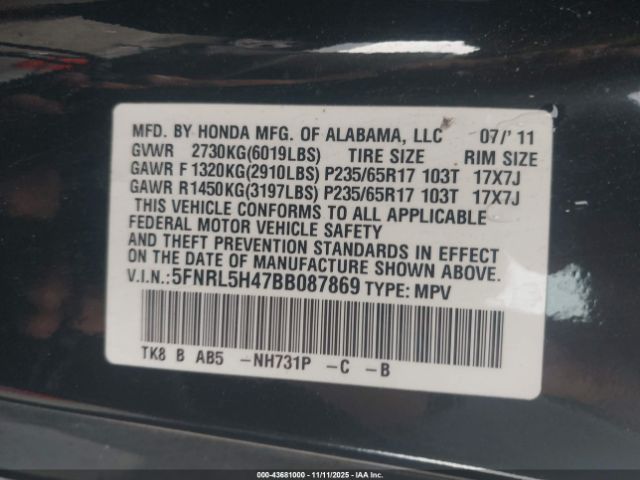 MFD. BY HONDA MFG. OF ALABAMA, LLC 07/'11
GVWR 2730KG(6019LBS) TIRE SIZE RIM SIZE
GAWR F 1320KG(2910LBS) P235/65R17 103T 17X7J
GAWR R1450KG(3197LBS) P235/65R17 103T 17X7J
THIS VEHICLE CONFORMS TO ALL APPLICABLE
FEDERAL MOTOR VEHICLE SAFETY
AND THEFT PREVENTION STANDARDS IN EFFECT
ON THE DATE OF MANUFACTURE SHOWN ABOVE.
V.I.N.:5FNRL5H47BB087869 TYPE: MPV
TK8 B AB5 -NH731P -C -B
000-43681000 - 11/11/2025 - IAAI.com